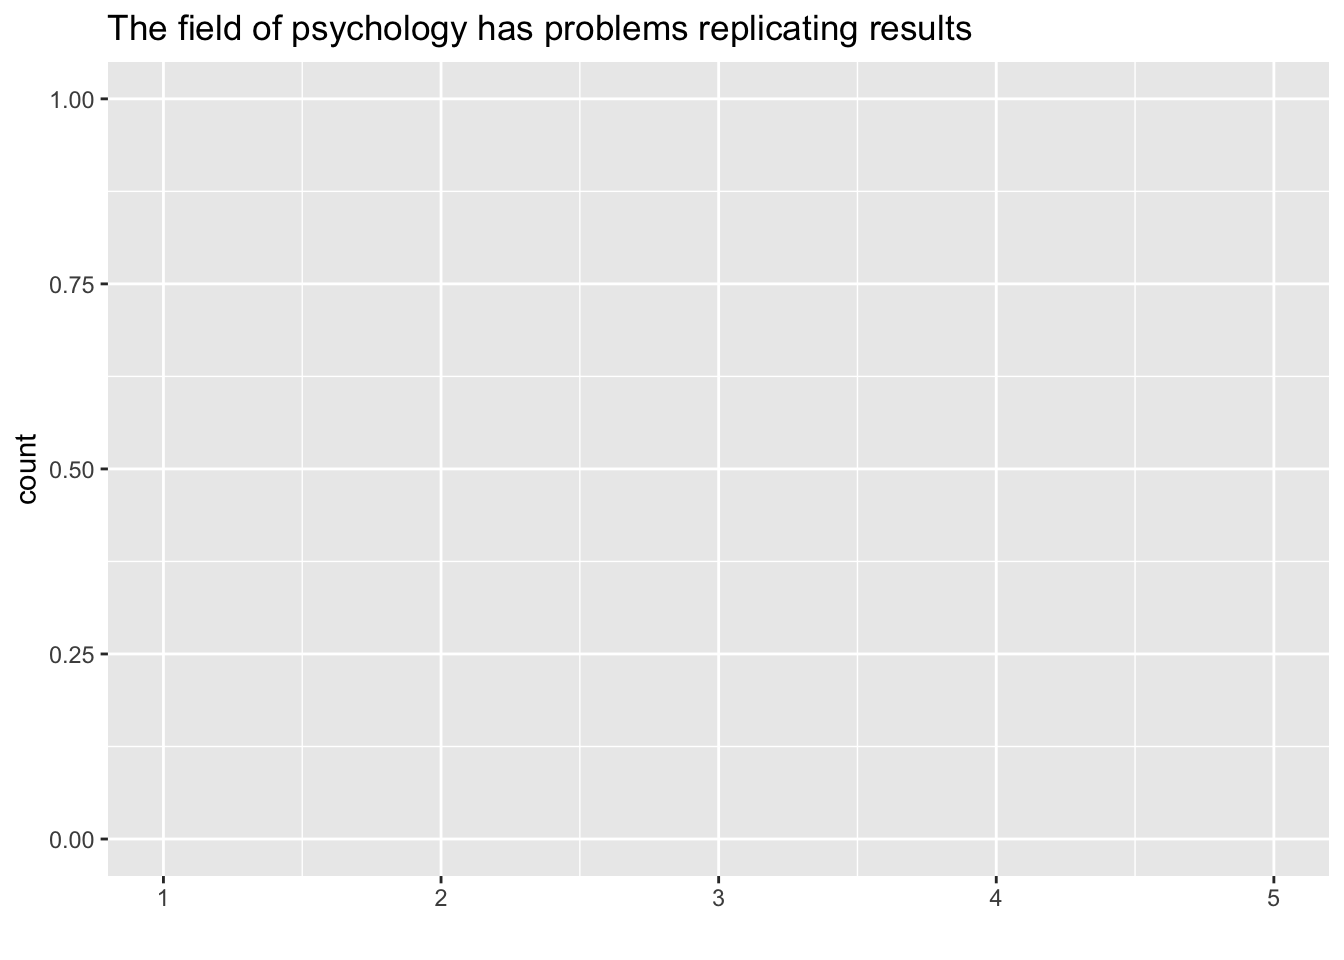 The field of psychology has problems replicating results
1.00
0.75
0.50
0.25
0.00
count
1 2 3 4 5